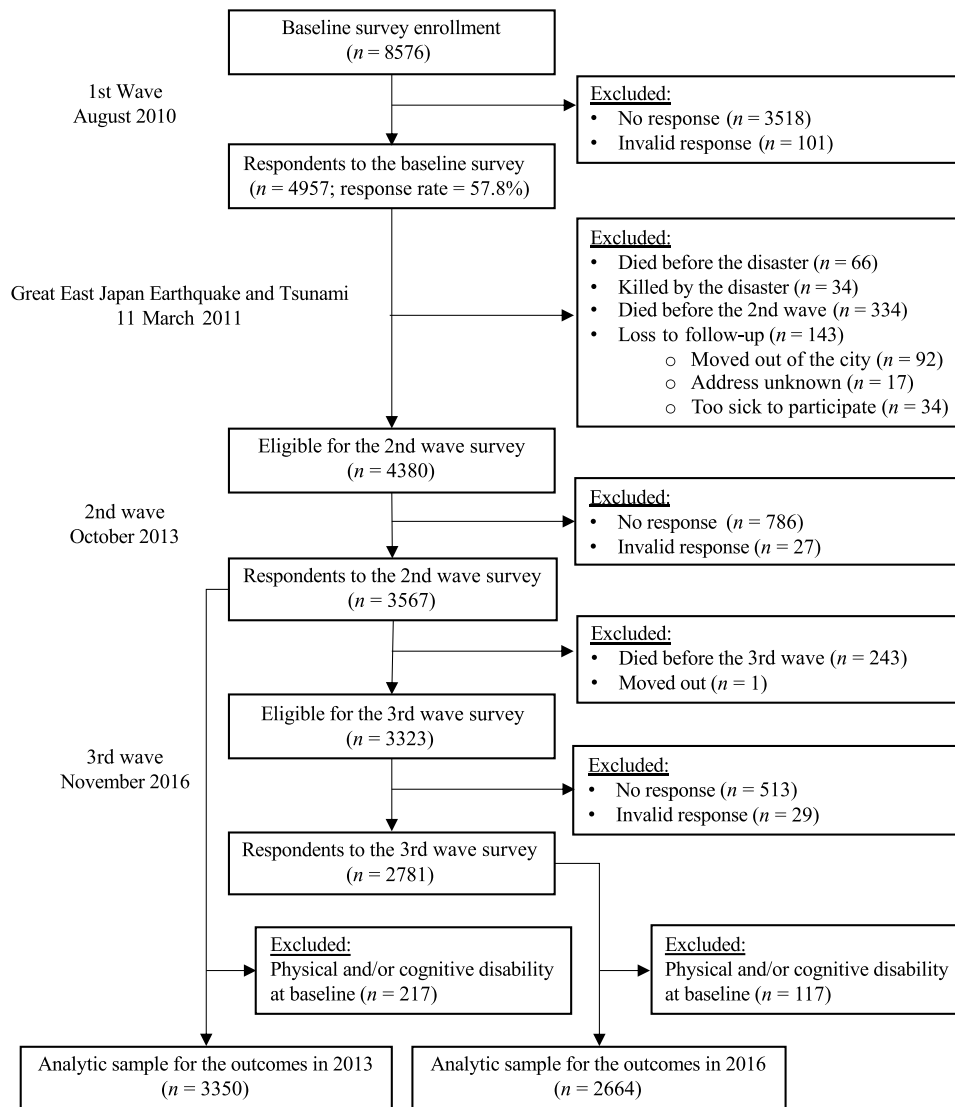 Baseline survey enrollment
(n = 8576)
1st Wave
August 2010
Excluded:
• No response (n = 3518)
• Invalid response (n = 101)
Respondents to the baseline survey
(n = 4957; response rate = 57.8%)
Great East Japan Earthquake and Tsunami
11 March 2011
Excluded:
• Died before the disaster (n = 66)
• Killed by the disaster (n = 34)
• Died before the 2nd wave (n = 334)
• Loss to follow-up (n = 143)
o Moved out of the city (n = 92)
o Address unknown (n = 17)
o Too sick to participate (n = 34)
Eligible for the 2nd wave survey
(n = 4380)
2nd wave
October 2013
Excluded:
• No response (n = 786)
• Invalid response (n = 27)
Respondents to the 2nd wave survey
(n = 3567)
Excluded:
• Died before the 3rd wave (n = 243)
• Moved out (n = 1)
Eligible for the 3rd wave survey
(n = 3323)
3rd wave
November 2016
Excluded:
• No response (n = 513)
• Invalid response (n = 29)
Respondents to the 3rd wave survey
(n = 2781)
Excluded:
Physical and/or cognitive disability
at baseline (n = 217)
Excluded:
Physical and/or cognitive disability
at baseline (n = 117)
Analytic sample for the outcomes in 2013
(n = 3350)
Analytic sample for the outcomes in 2016
(n = 2664)